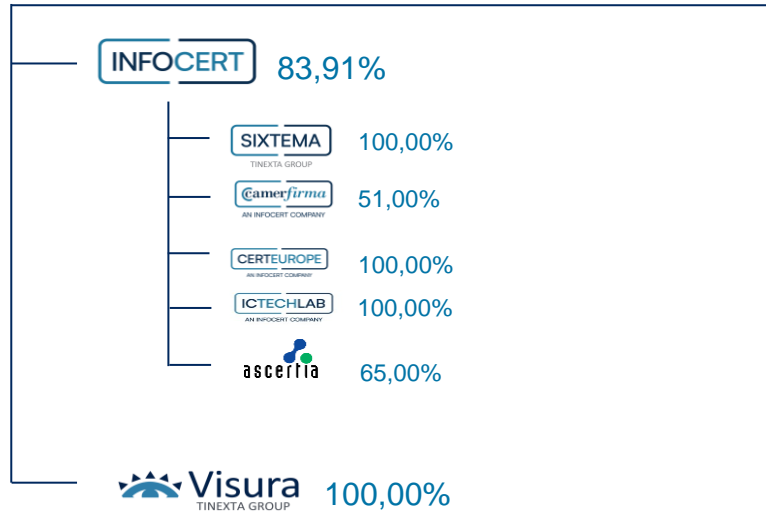 INFOCERT 83,91%
SIXTEMA 100,00%
TINEXTA GROUP
Camerfirma 51,00%
AN INFOCERT COMPANY
CERTEUROPE 100,00%
AN INFOCERT COMPANY
ICTECHLAB 100,00%
AN INFOCERT COMPANY
ascertia 65,00%
Visura 100,00%
TINEXTA GROUP